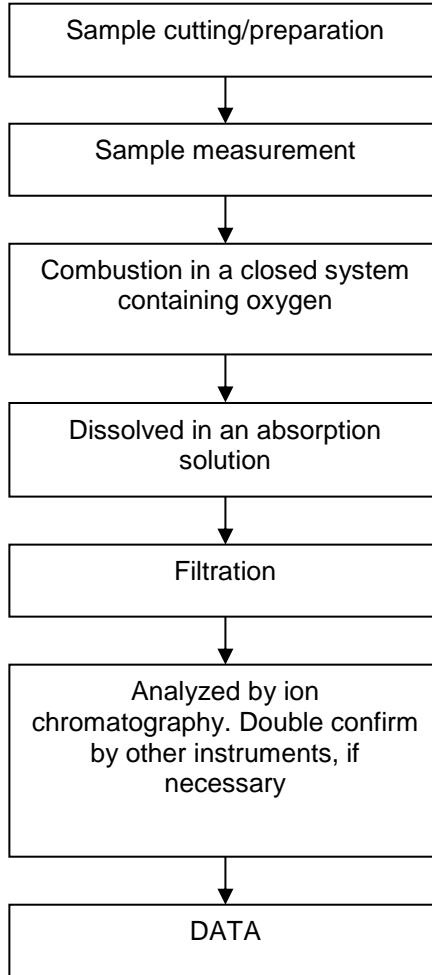 Sample cutting/preparation
Sample measurement
Combustion in a closed system
containing oxygen
Dissolved in an absorption
solution
Filtration
Analyzed by ion
chromatography. Double confirm
by other instruments, if
necessary
DATA